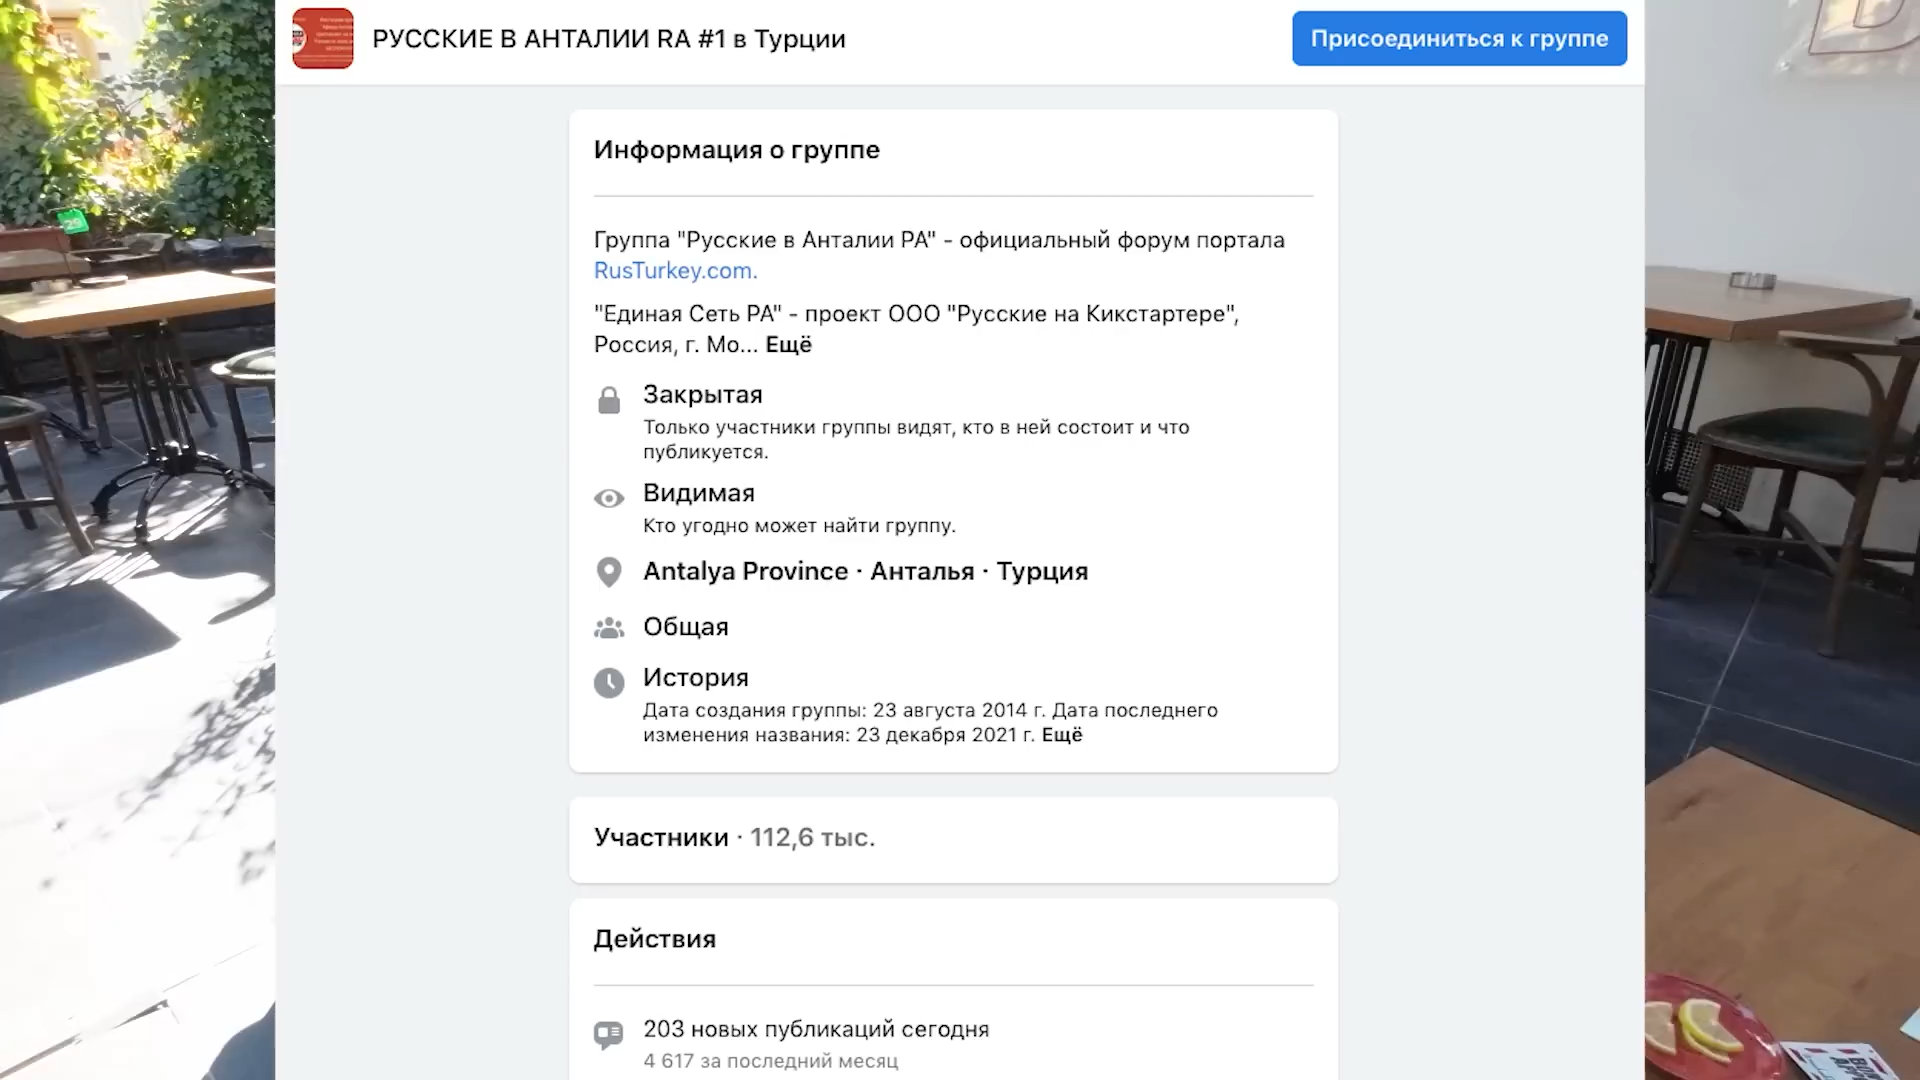 РУССКИЕ В АНТАЛИИ RA #1 в Турции
Присоединиться к группе
Информация о группе
Группа "Русские в Анталии РА" - официальный форум портала
RusTurkey.com.
"Единая Сеть РА" - проект ООО "Русские на Кикстартере",
Россия, г. Мо... Ещё
Закрытая
Только участники группы видят, кто в ней состоит и что
публикуется.
Видимая
Кто угодно может найти группу.
Antalya Province · Анталья · Турция
Общая
История
Дата создания группы: 23 августа 2014 г. Дата последнего
изменения названия: 23 декабря 2021 г. Ещё
Участники · 112,6 тыс.
Действия
203 новых публикаций сегодня
4 617 за последний месяц
29